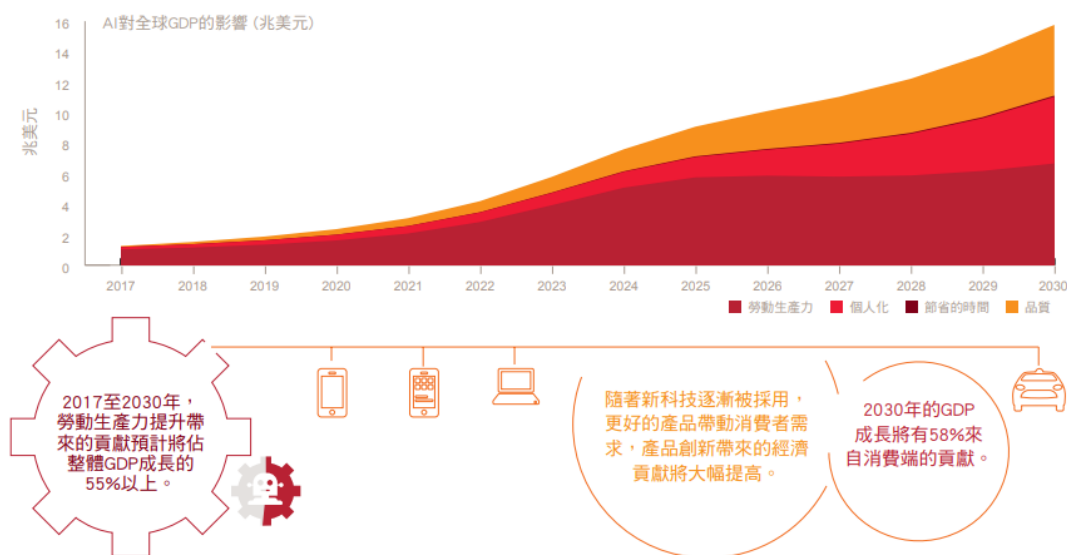 AI對全球GDP的影響 (兆美元)
兆美元
16
14
12
10
8
6
4
2
0
2017 2018 2019 2020 2021 2022 2023 2024 2025 2026 2027 2028 2029 2030
勞動生產力 個人化 節省的時間 品質
2017至2030年，
勞動生產力提升帶
來的貢獻預計將佔
整體GDP成長的
55%以上。
隨著新科技逐漸被採用，
更好的產品帶動消費者需
求，產品創新帶來的經濟
貢獻將大幅提高。
2030年的GDP
成長將有58%來
自消費端的貢獻。